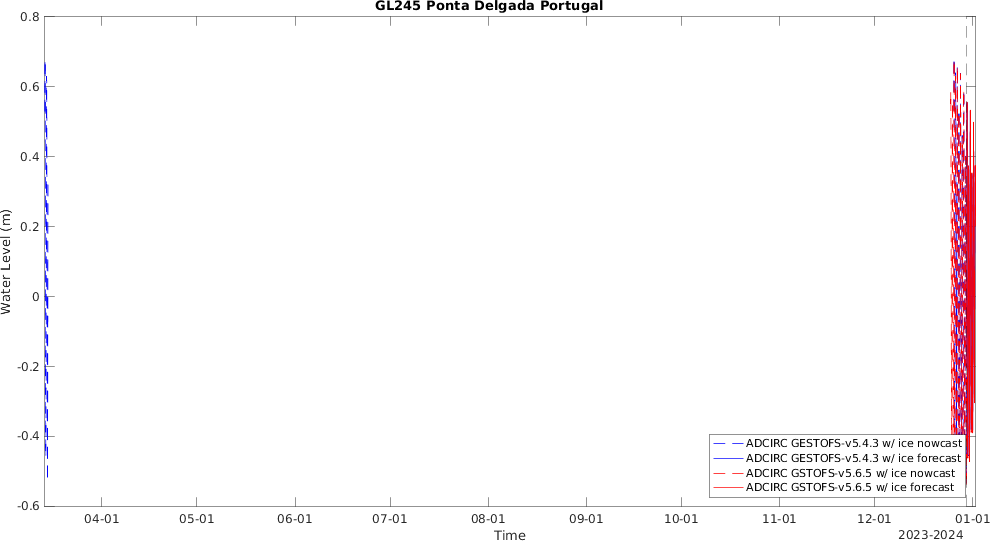 GL245 Ponta Delgada Portugal
0.8
0.6
0.4
0.2
0
-0.2
-0.4
-0.6
Water Level (m)
ADCIRC GESTOFS-v5.4.3 w/ ice nowcast
ADCIRC GESTOFS-v5.4.3 w/ ice forecast
ADCIRC GSTOFS-v5.6.5 w/ ice nowcast
ADCIRC GSTOFS-v5.6.5 w/ ice forecast
04-01 05-01 06-01 07-01 08-01 09-01 10-01 11-01 12-01 01-01
Time
2023-2024